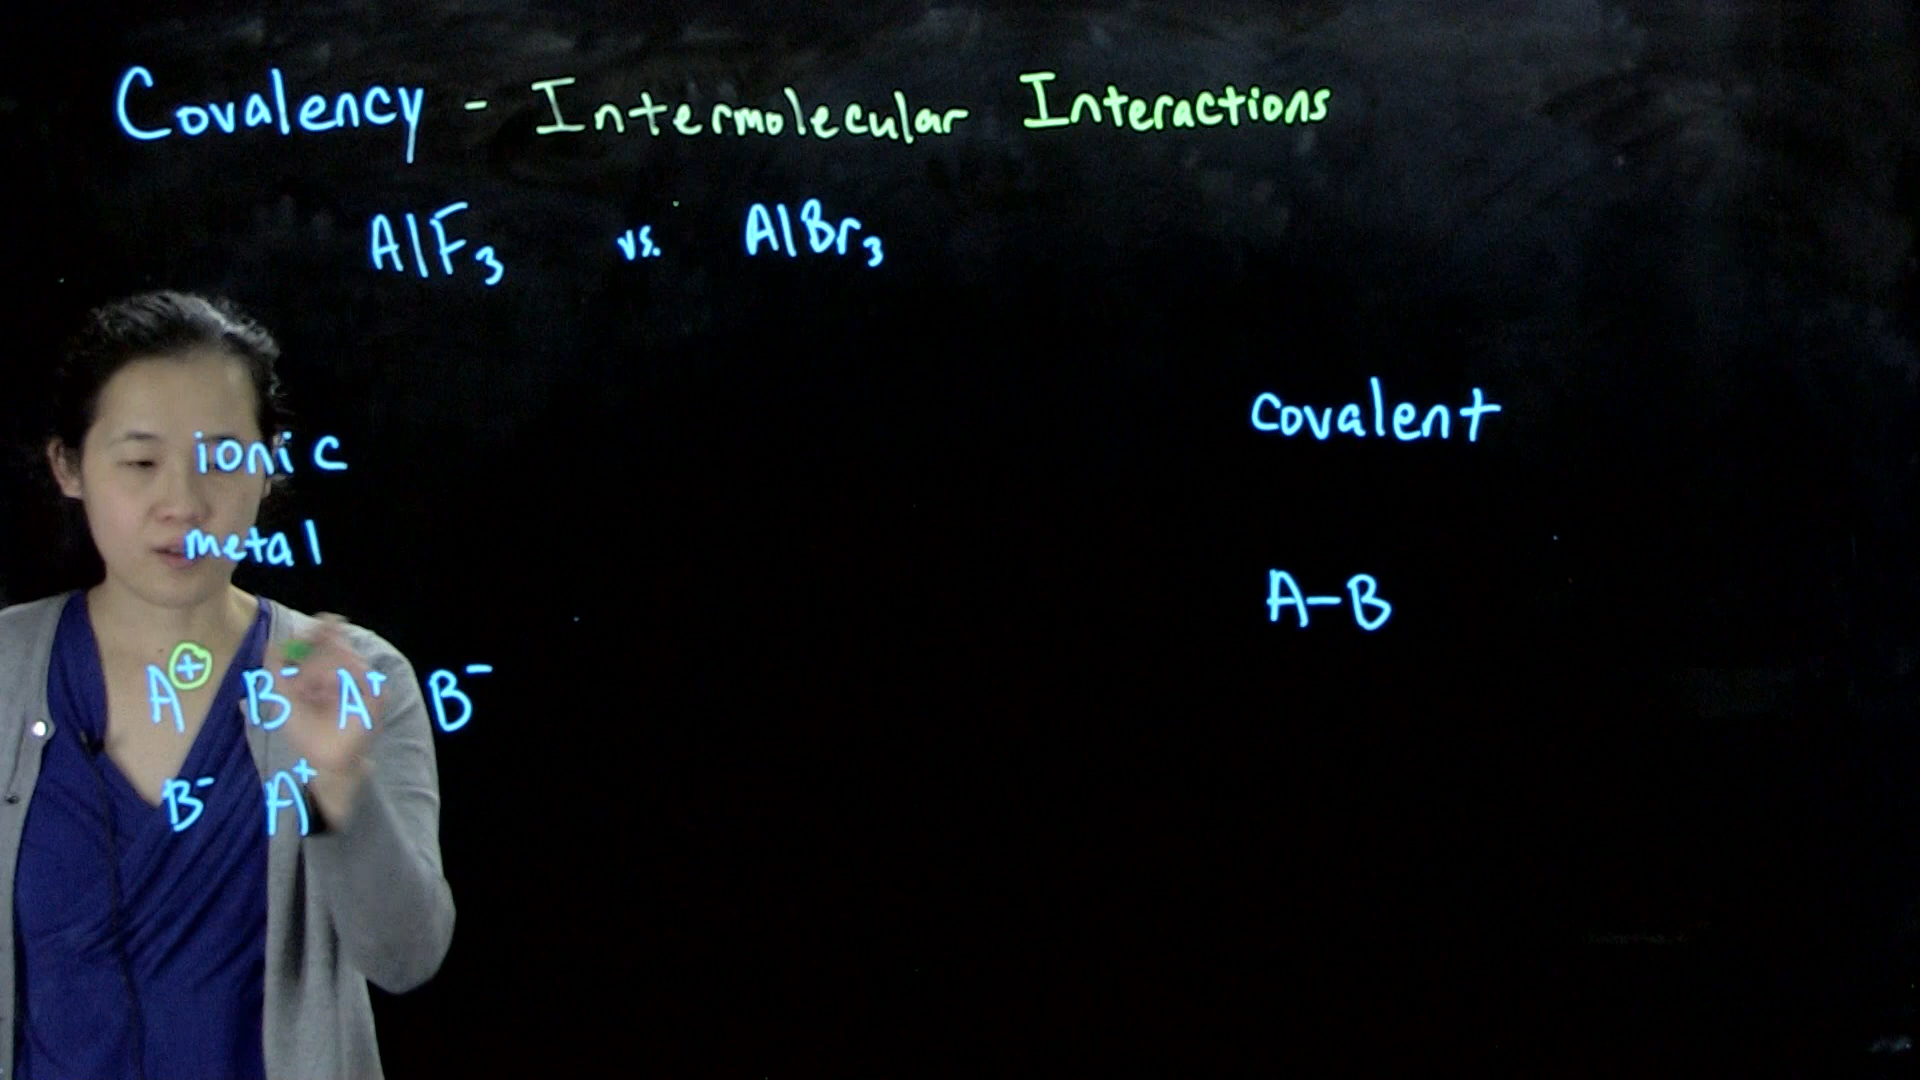 Covalency - Intermolecular Interactions
AlF₃ vs. AlBr₃
covalent
ionic
metal
A-B
A⁺ B⁻ A⁺ B⁻
B⁻ A⁺